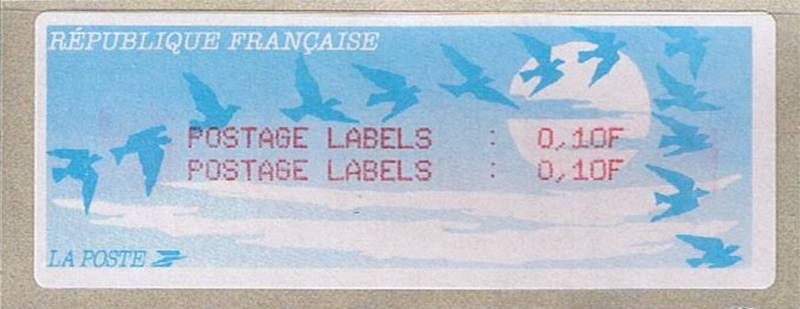 RÉPUBLIQUE FRANÇAISE
POSTAGE LABELS : 0,10F
POSTAGE LABELS : 0,10F
LA POSTE